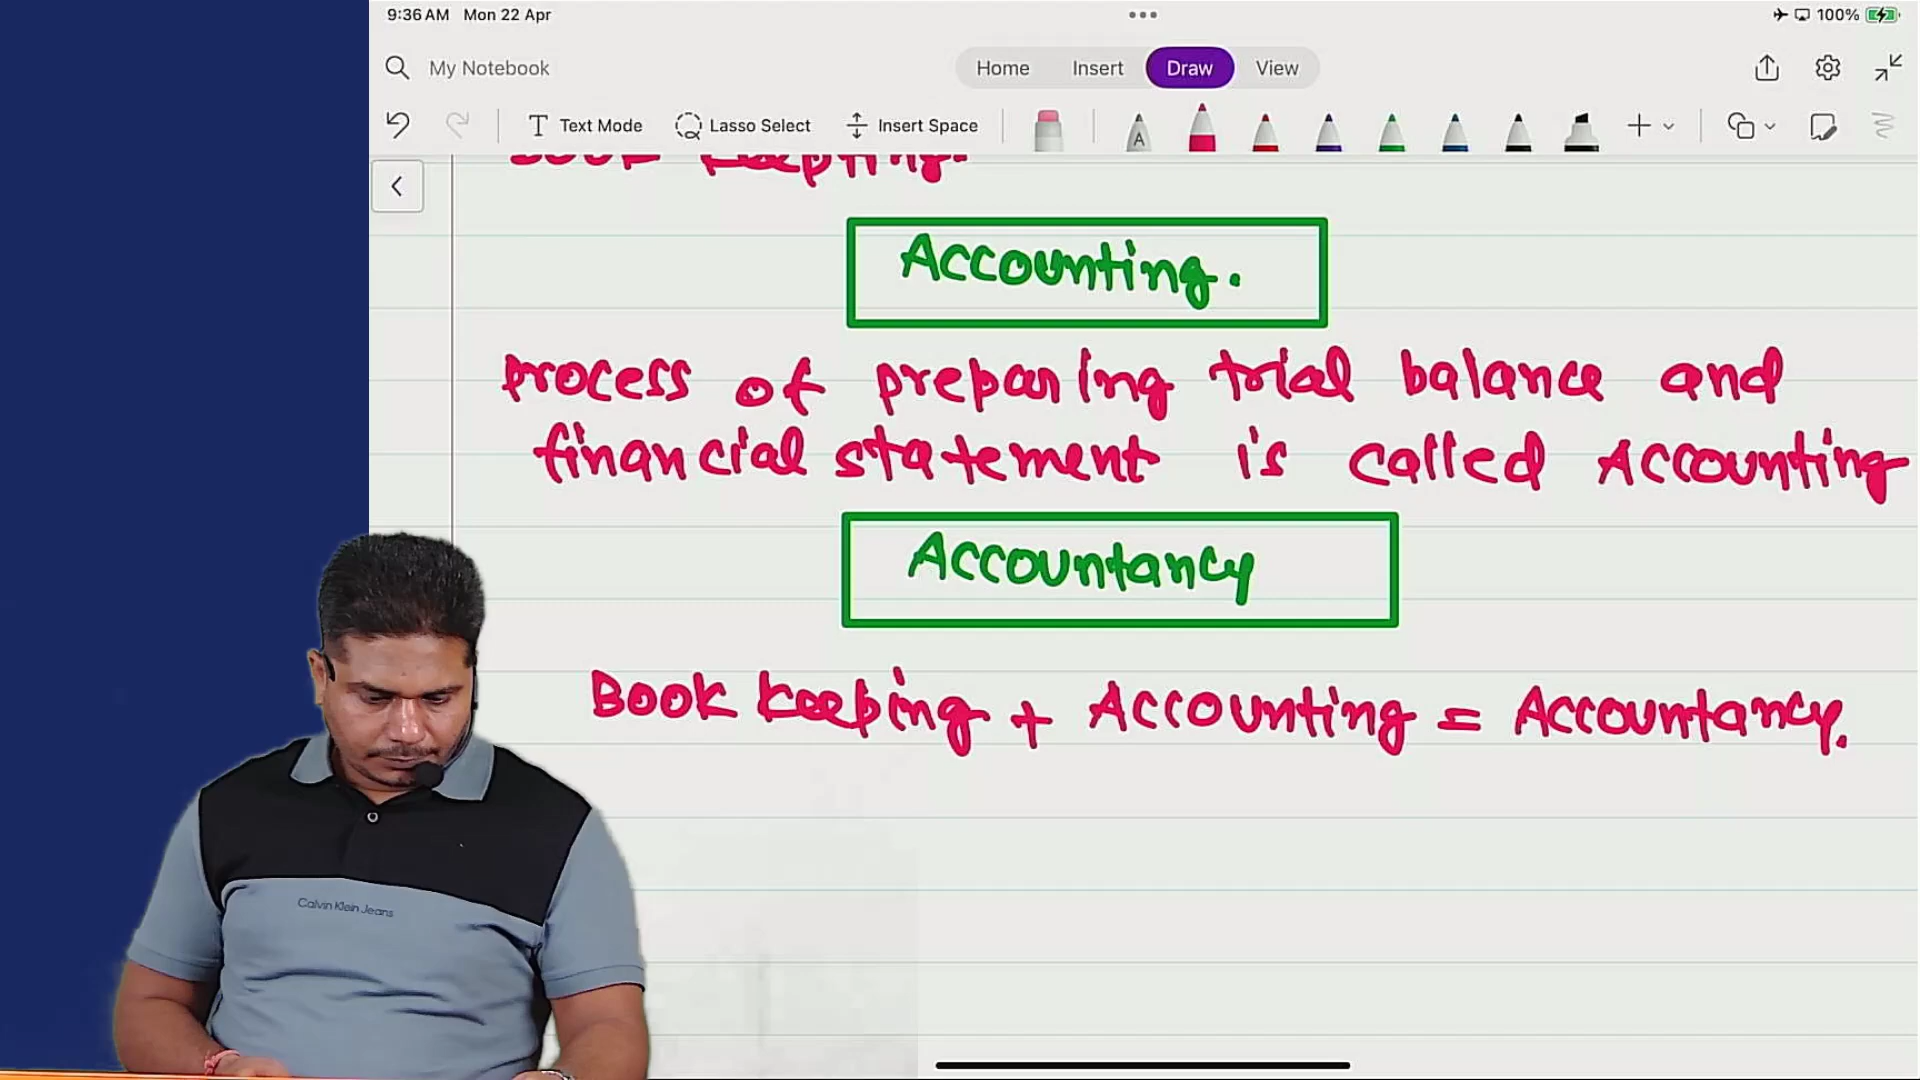 9:36 AM Mon 22 Apr
100%
My Notebook
Home Insert Draw View
Text Mode Lasso Select Insert Space
A
Book Keeping.
Accounting.
Process of preparing trial balance and
financial statement is called Accounting
Accountancy
Book Keeping + Accounting = Accountancy.
Calvin Klein Jeans